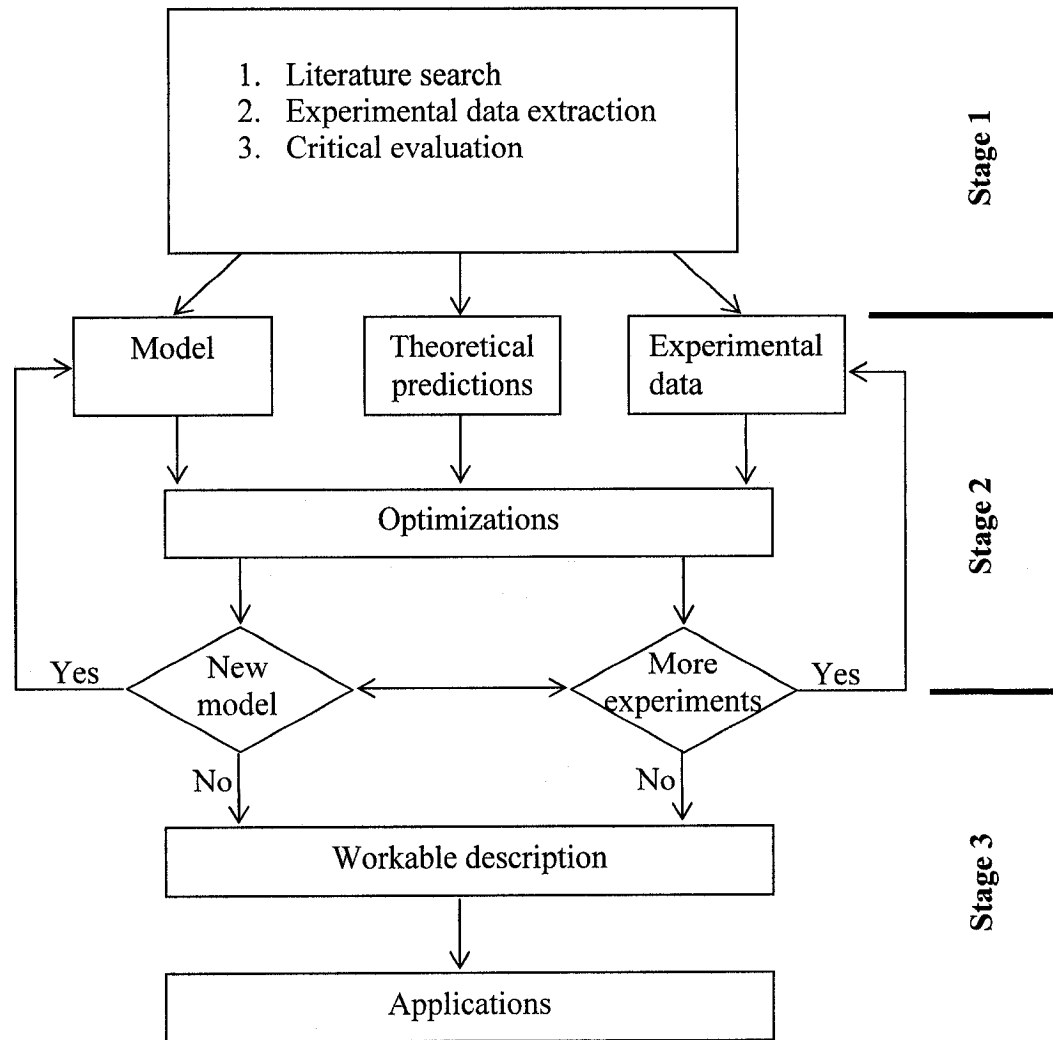 1. Literature search
2. Experimental data extraction
3. Critical evaluation
Stage 1
Model
Theoretical
predictions
Experimental
data
Optimizations
Stage 2
Yes
New
model
More
experiments
Yes
No
No
Workable description
Stage 3
Applications